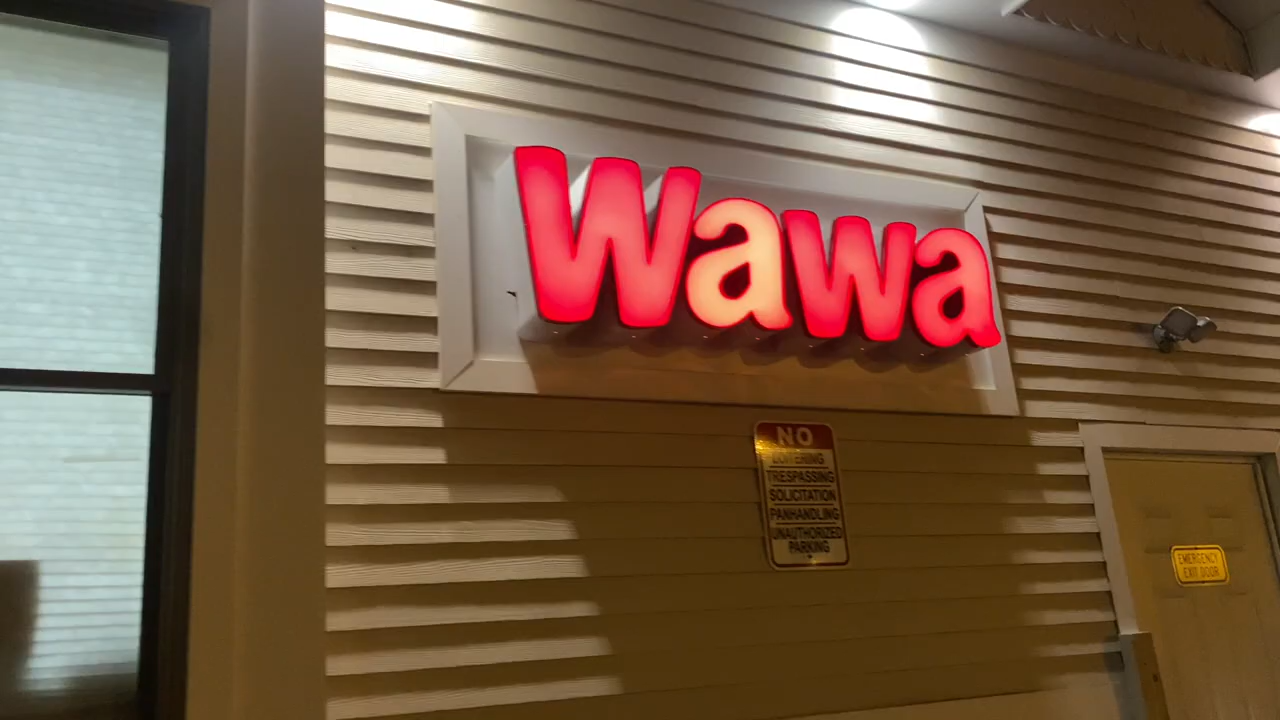 Wawa
NO
LOITERING
TRESPASSING
SOLICITATION
PANHANDLING
UNAUTHORIZED
PARKING
EMERGENCY
EXIT DOOR